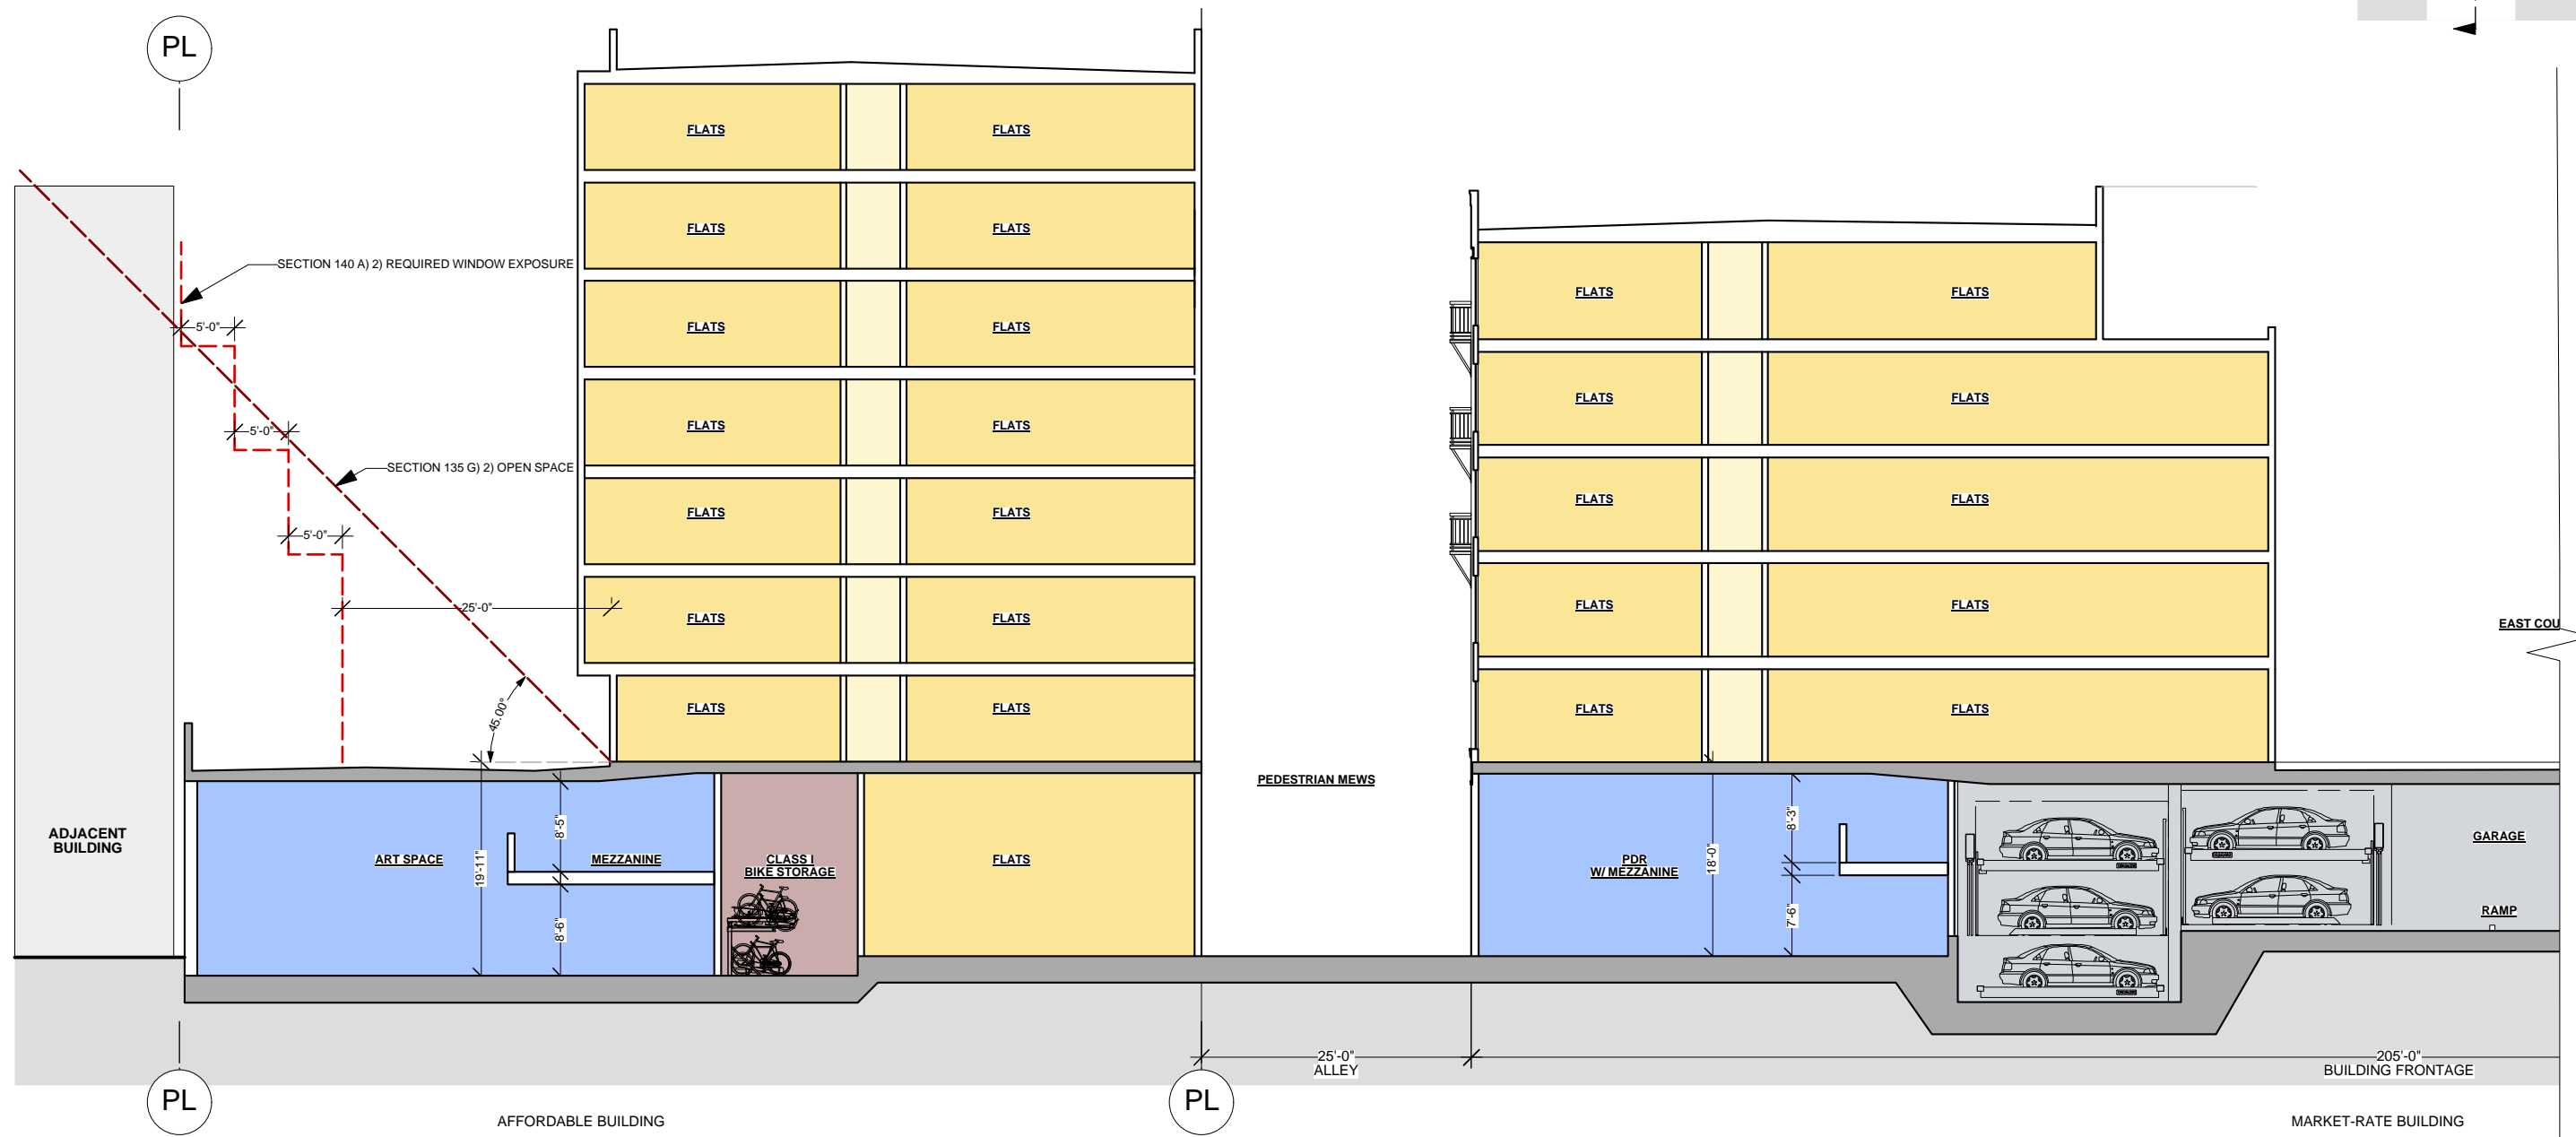 PL
FLATS
FLATS
FLATS
FLATS
SECTION 140 A) 2) REQUIRED WINDOW EXPOSURE
FLATS
FLATS
5'-0"
FLATS
FLATS
FLATS
FLATS
FLATS
FLATS
5'-0"
SECTION 135 G) 2) OPEN SPACE
FLATS
FLATS
FLATS
FLATS
5'-0"
25'-0"
FLATS
FLATS
FLATS
FLATS
EAST COU
45.00°
FLATS
FLATS
FLATS
FLATS
PEDESTRIAN MEWS
ADJACENT
BUILDING
ART SPACE
19'-11"
8'-5"
8'-6"
MEZZANINE
CLASS I
BIKE STORAGE
FLATS
PDR
W/ MEZZANINE
18'-0"
8'-3"
7'-6"
GARAGE
RAMP
25'-0"
ALLEY
205'-0"
BUILDING FRONTAGE
PL
PL
AFFORDABLE BUILDING
MARKET-RATE BUILDING